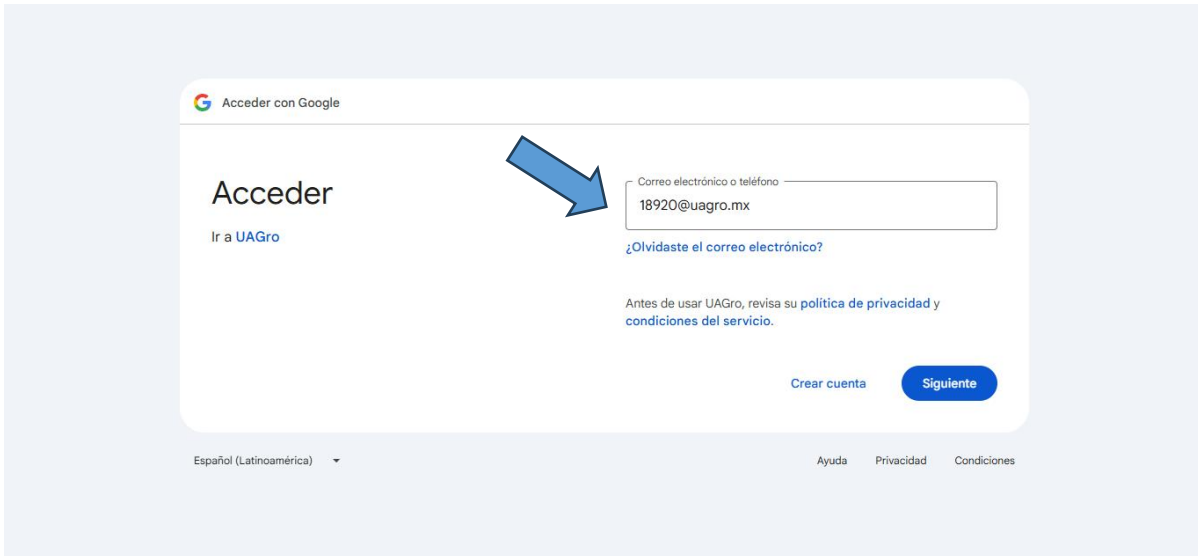 Acceder con Google
Acceder
Ir a UAGro
Correo electrónico o teléfono
18920@uagro.mx
¿Olvidaste el correo electrónico?
Antes de usar UAGro, revisa su política de privacidad y
condiciones del servicio.
Crear cuenta
Siguiente
Español (Latinoamérica)
Ayuda Privacidad Condiciones